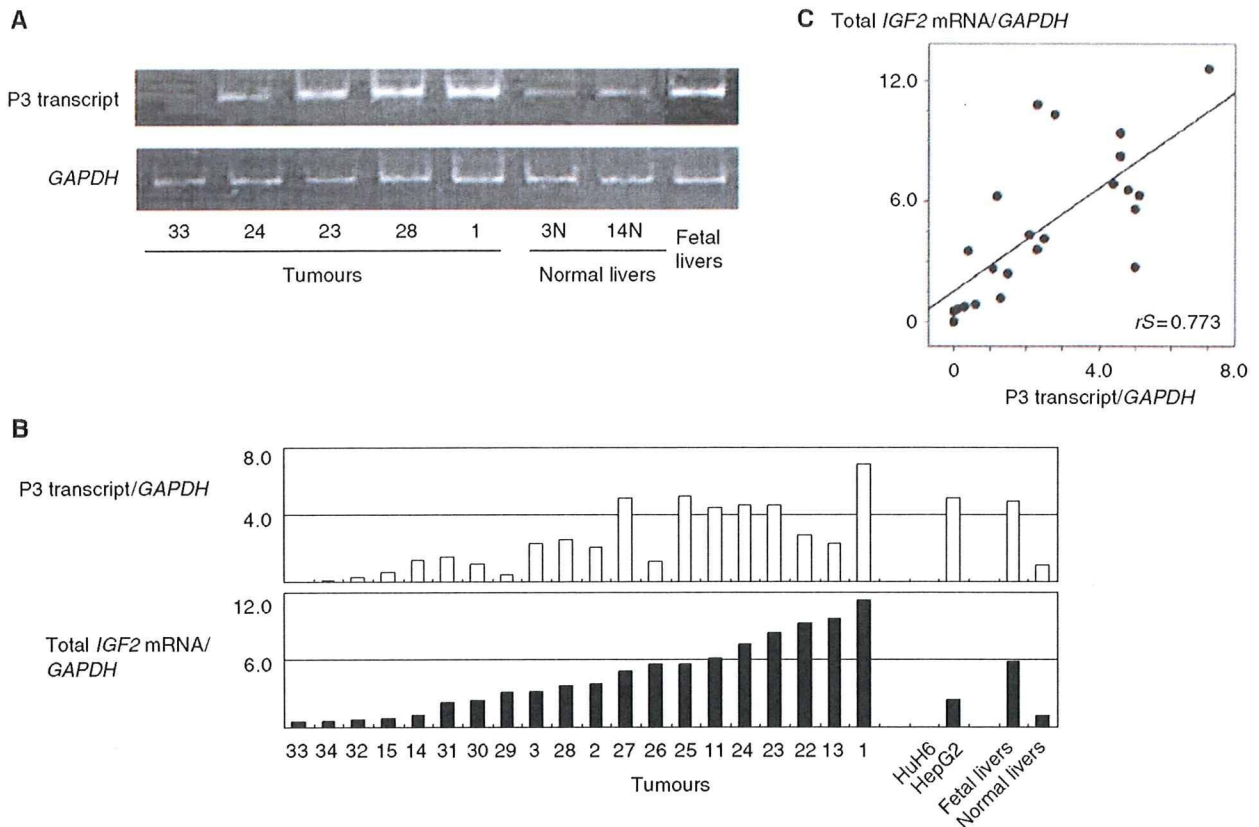 A
P3 transcript
GAPDH
33 24 23 28 1 3N 14N Fetal livers
Tumours Normal livers
C Total IGF2 mRNA/GAPDH
12.0
6.0
0
rS=0.773
0 4.0 8.0
P3 transcript/GAPDH
B
P3 transcript/GAPDH
8.0
4.0
Total IGF2 mRNA/
GAPDH
12.0
6.0
33 34 32 15 14 31 30 29 3 28 2 27 26 25 11 24 23 22 13 1 HuH6 HepG2 Fetal livers Normal livers
Tumours